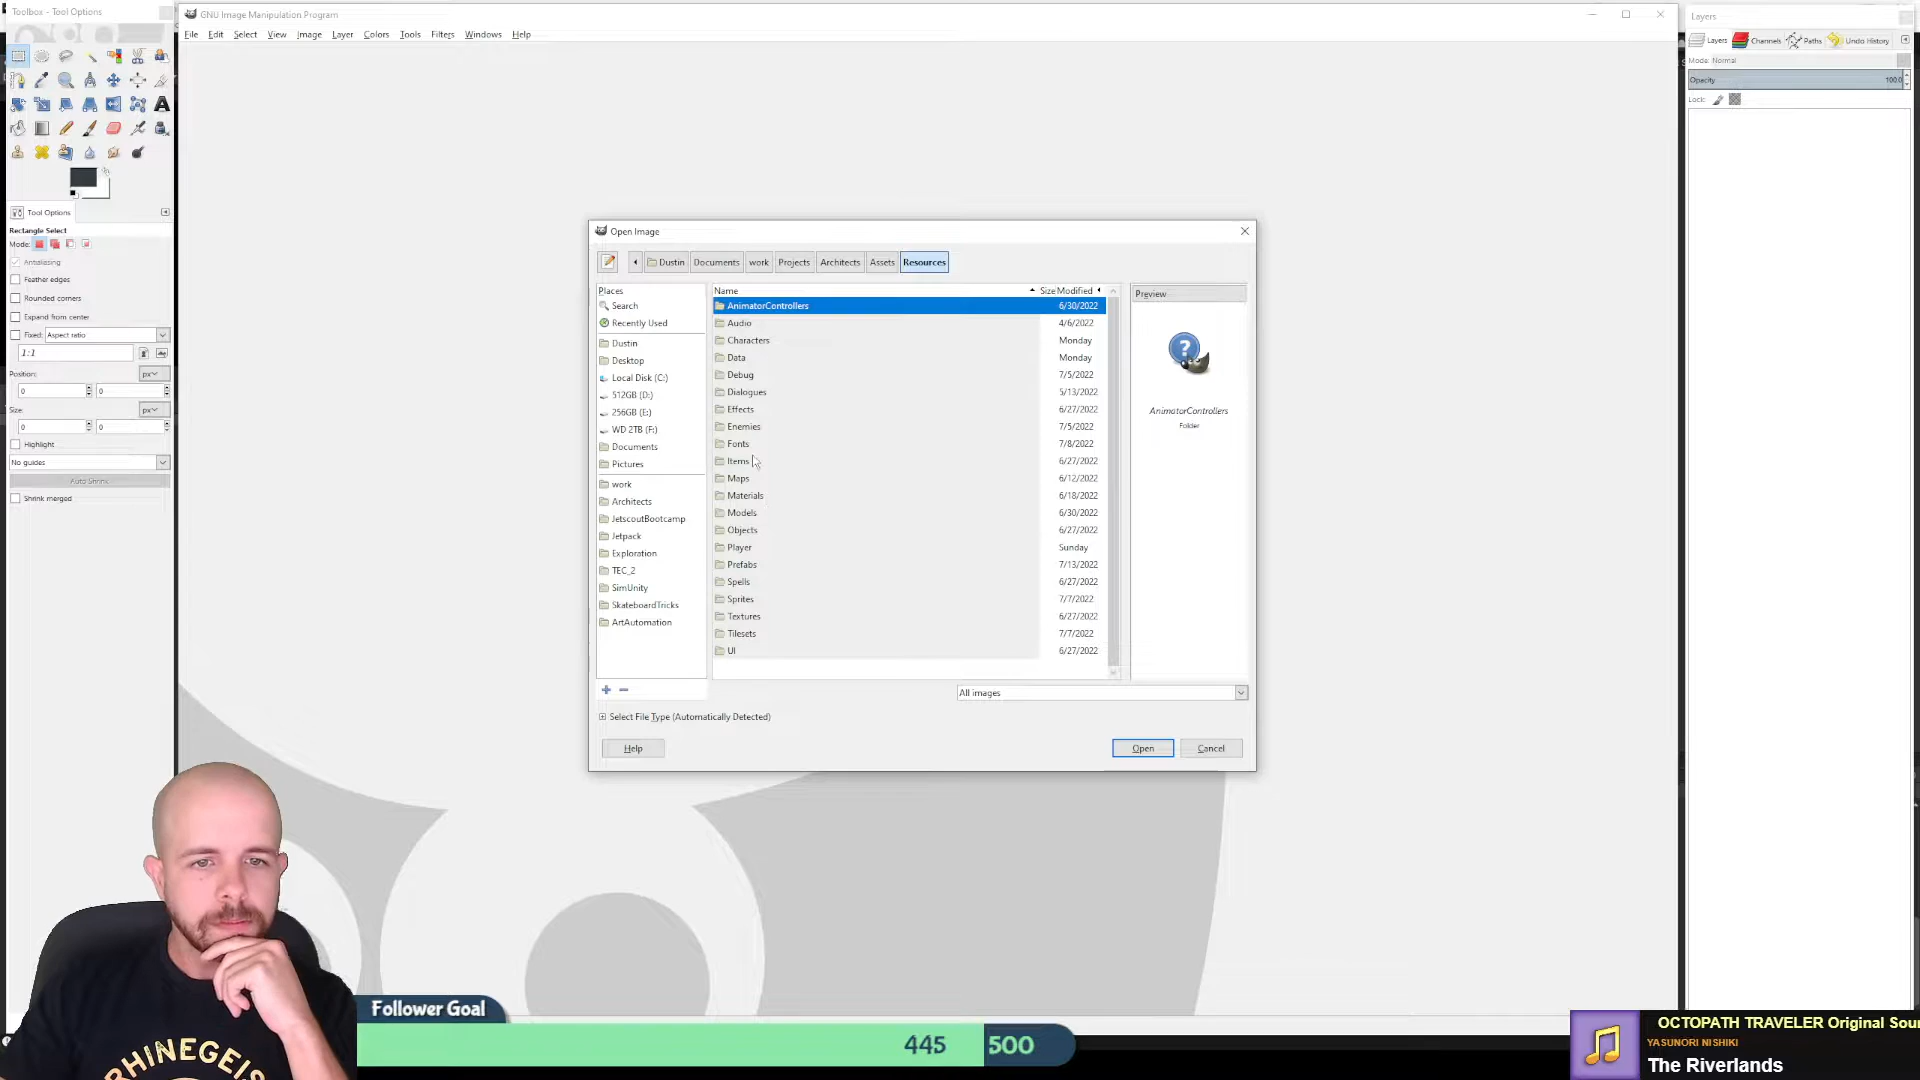 Toolbox - Tool Options
GNU Image Manipulation Program
Layers
File Edit Select View Image Layer Colors Tools Filters Windows Help
Layers Channels Paths Undo History
Mode: Normal
Opacity 100.0
Lock:
Tool Options
Rectangle Select
Mode:
Antialiasing
Feather edges
Rounded corners
Expand from center
Fixed: Aspect ratio
1:1
Position: px
0 0
Size: px
0 0
Highlight
No guides
Auto Shrink
Shrink merged
Open Image
Dustin Documents work Projects Architects Assets Resources
Places
Search
Recently Used
Dustin
Desktop
Local Disk (C:)
512GB (D:)
256GB (E:)
WD 2TB (F:)
Documents
Pictures
work
Architects
JetscoutBootcamp
Jetpack
Exploration
TEC_2
SimUnity
SkateboardTricks
ArtAutomation
Name Size Modified
AnimatorControllers 6/30/2022
Audio 4/6/2022
Characters Monday
Data Monday
Debug 7/5/2022
Dialogues 5/13/2022
Effects 6/27/2022
Enemies 7/5/2022
Fonts 7/8/2022
Items 6/27/2022
Maps 6/12/2022
Materials 6/18/2022
Models 6/30/2022
Objects 6/27/2022
Player Sunday
Prefabs 7/13/2022
Spells 6/27/2022
Sprites 7/7/2022
Textures 6/27/2022
Tilesets 7/7/2022
UI 6/27/2022
Preview
AnimatorControllers
Folder
All images
Select File Type (Automatically Detected)
Help Open Cancel
RHINEGEIS
Follower Goal
445 500
OCTOPATH TRAVELER Original Sou
YASUNORI NISHIKI
The Riverlands